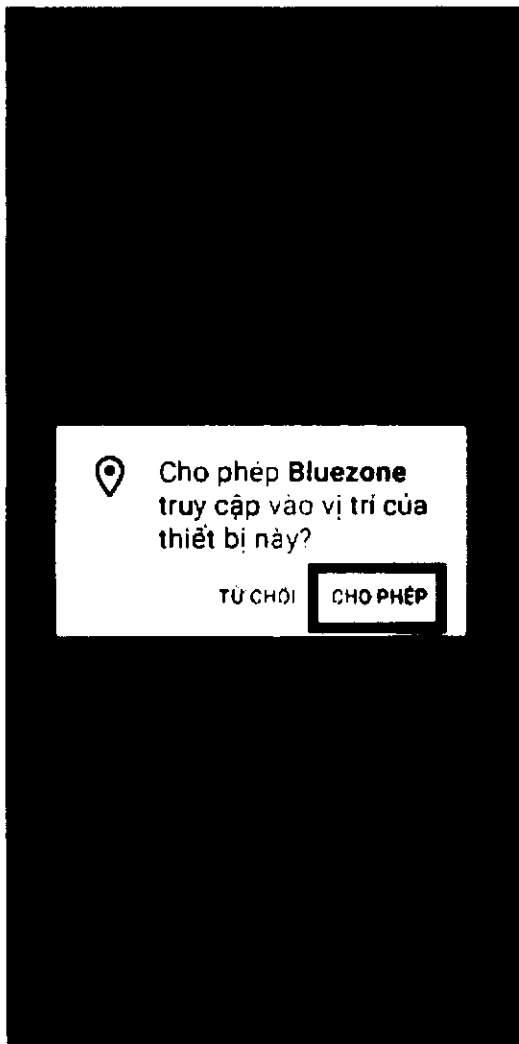 Cho phép Bluezone
truy cập vào vị trí của
thiết bị này?
TỪ CHỐI CHO PHÉP